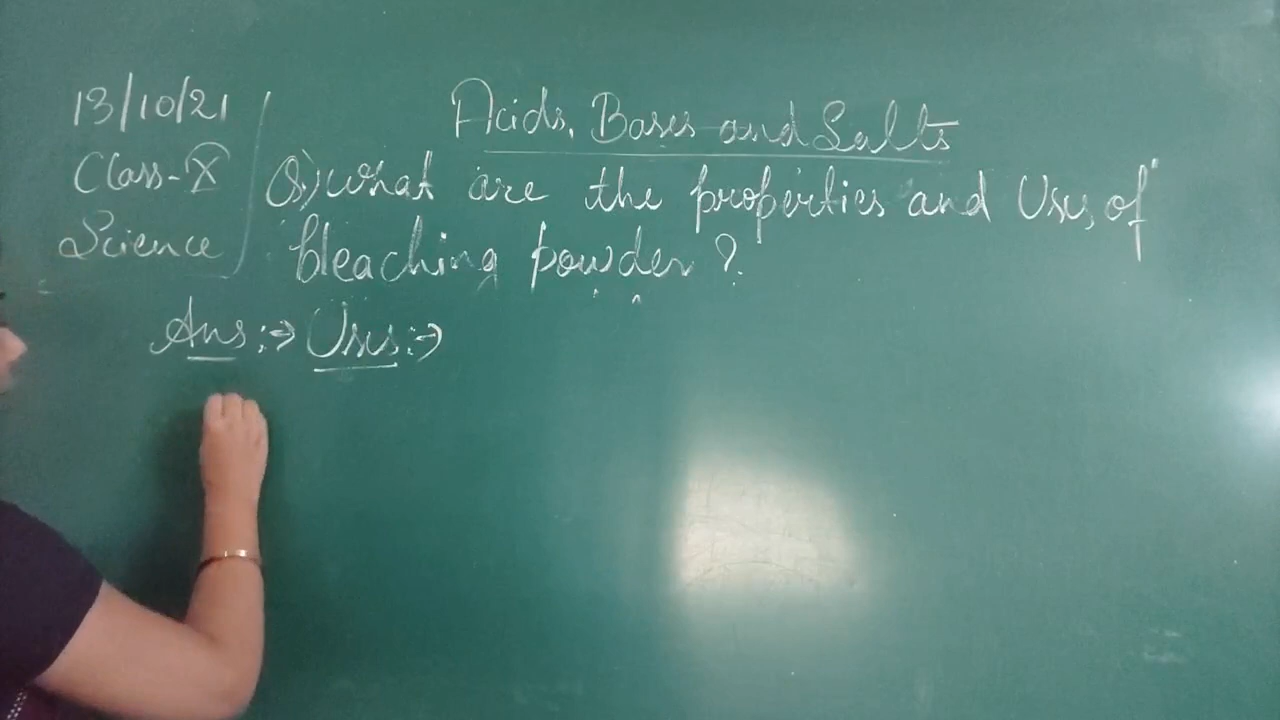 13/10/21
Class-X
Science
Acids, Bases and Salts
Q.) what are the properties and Uses of
bleaching powder ?
Ans :→ Uses :→